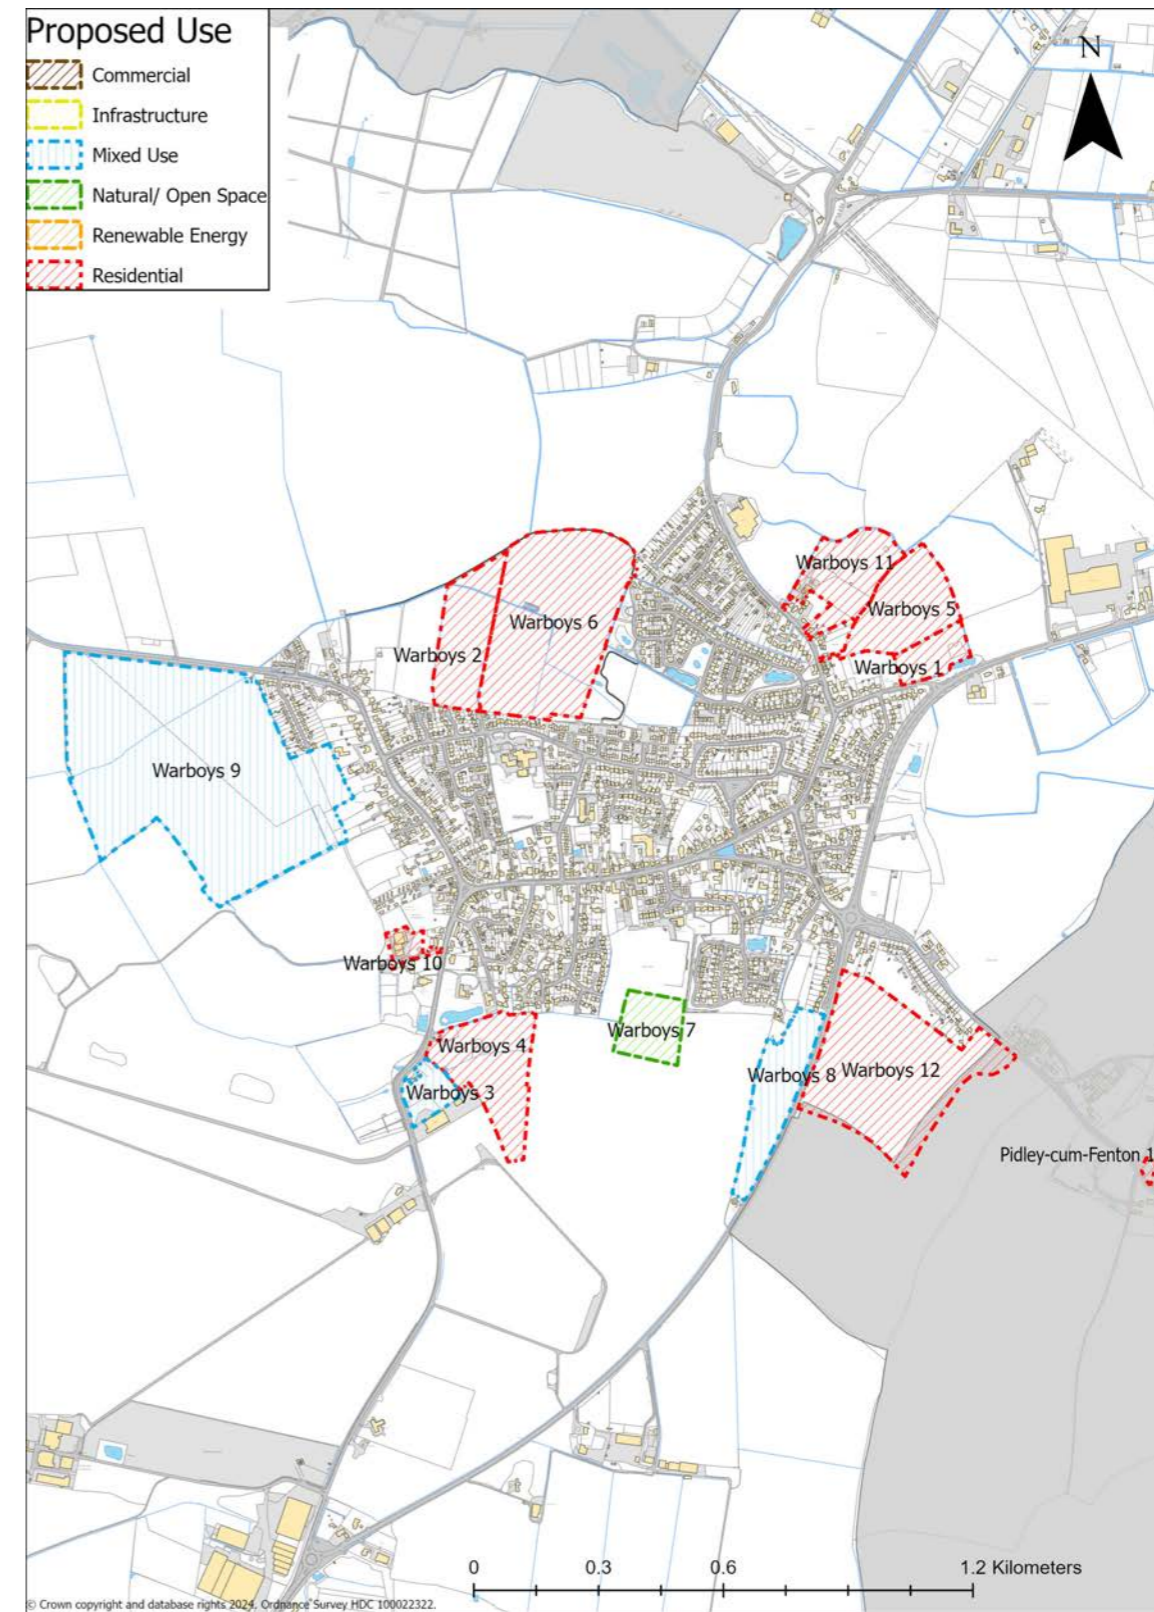 Proposed Use
Commercial
Infrastructure
Mixed Use
Natural/ Open Space
Renewable Energy
Residential
N
Warboys 11
Warboys 5
Warboys 6
Warboys 2
Warboys 1
Warboys 9
Warboys 10
Warboys 7
Warboys 4
Warboys 8
Warboys 12
Warboys 3
Pidley-cum-Fenton 1
0 0.3 0.6 1.2 Kilometers
© Crown copyright and database rights 2024, Ordnance Survey HDC 100022322.